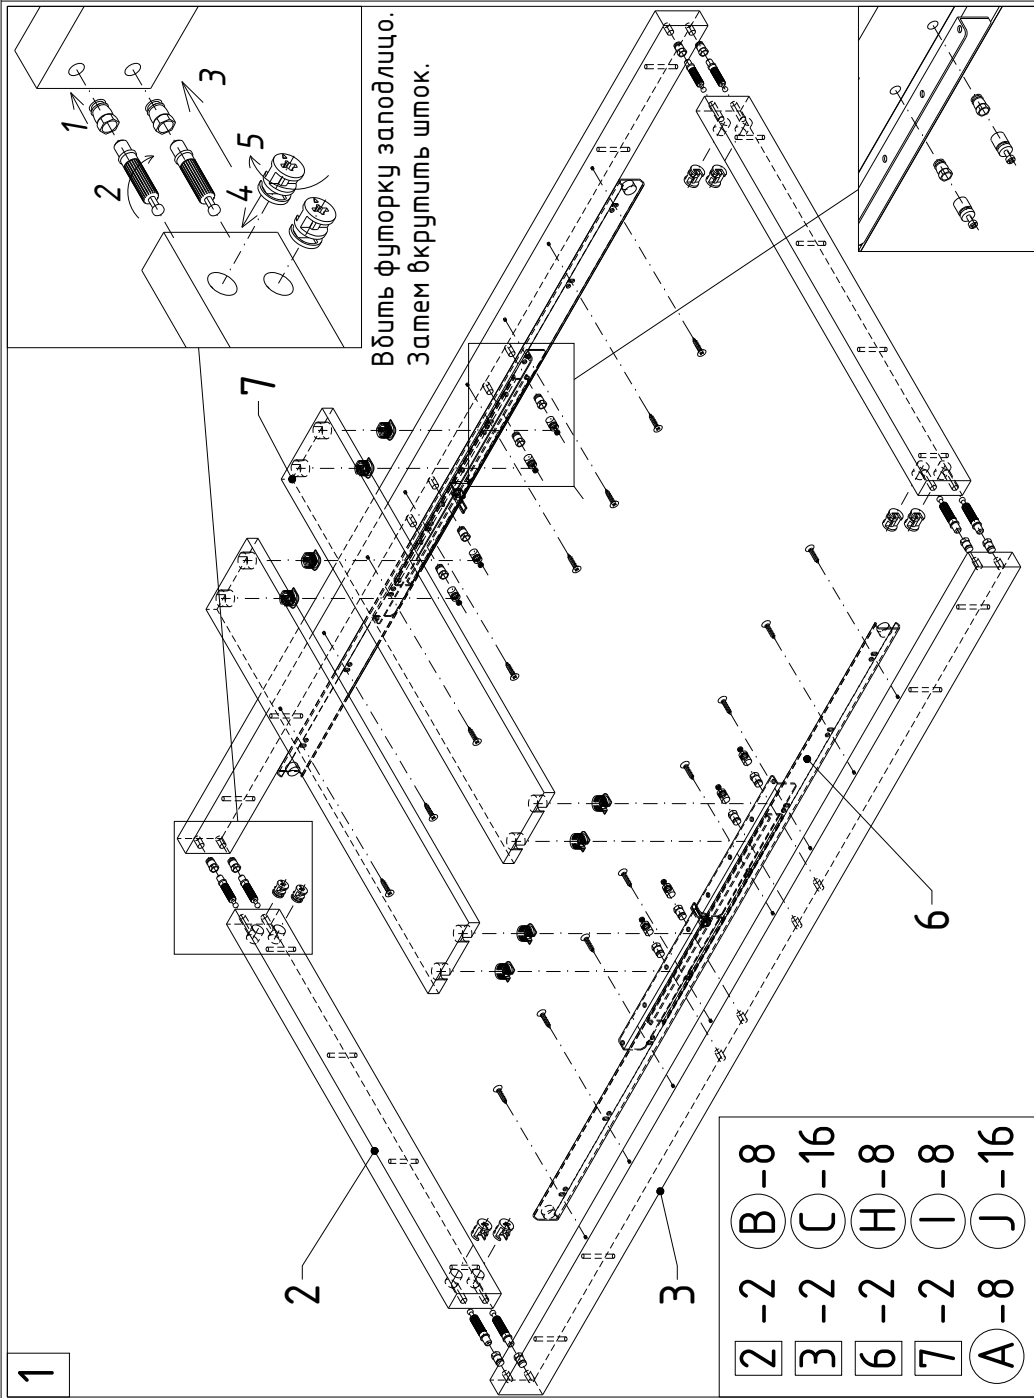 1
1
2
3
4
5
Вбить футорку заподлицо.
Затем вкрутить шток.
7
2
3
6
2 -2 B -8
3 -2 C -16
6 -2 H -8
7 -2 I -8
A -8 J -16